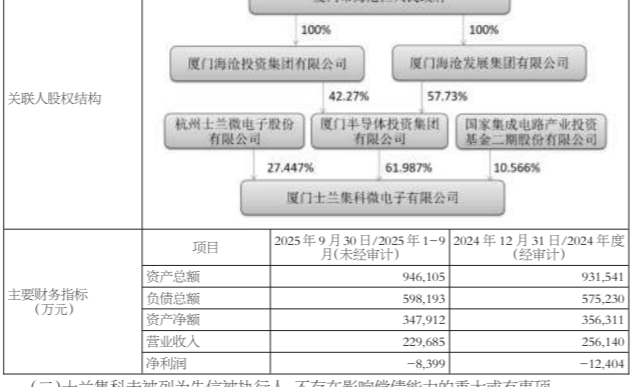 100%
100%
厦门海沧投资集团有限公司
厦门海沧发展集团有限公司
关联人股权结构
42.27%
57.73%
杭州士兰微电子股份有限公司
厦门半导体投资集团有限公司
国家集成电路产业投资基金二期股份有限公司
27.447%
61.987%
10.566%
厦门士兰集科微电子有限公司
主要财务指标
(万元)
项目
2025年9月30日/2025年1-9月(未经审计)
2024年12月31日/2024年度(经审计)
资产总额
946,105
931,541
负债总额
598,193
575,230
资产净额
347,912
356,311
营业收入
229,685
256,140
净利润
-8,399
-12,404